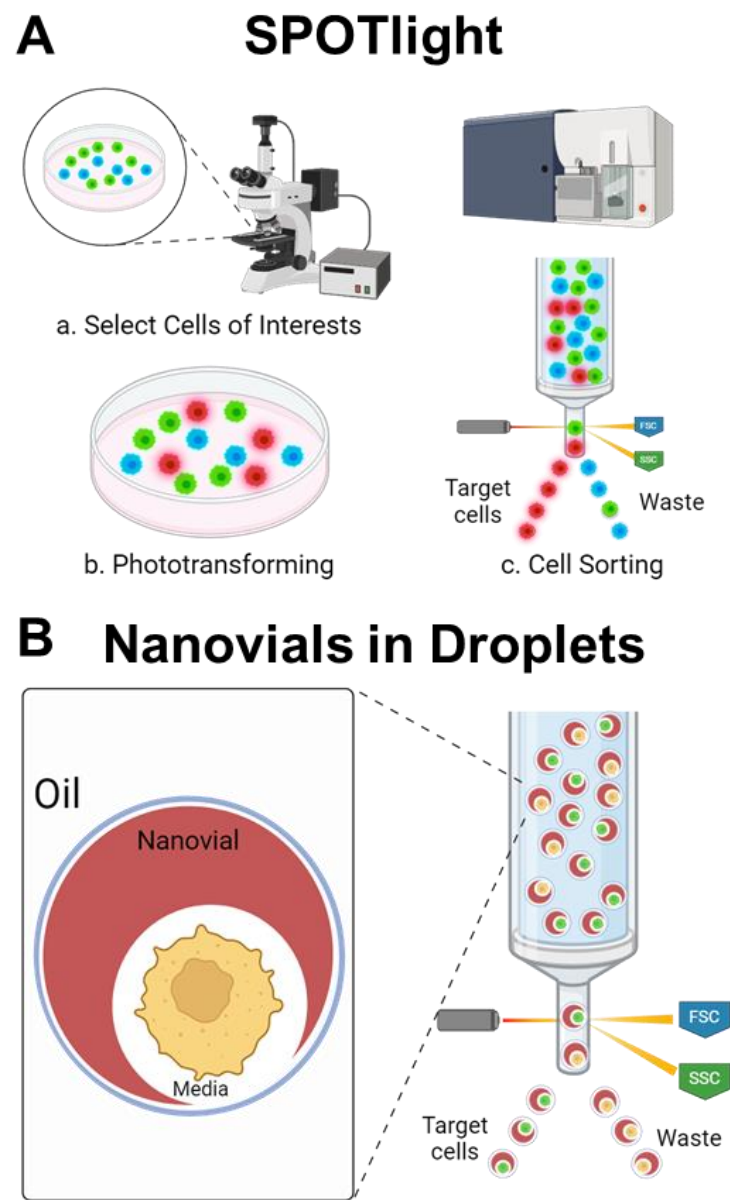 A
SPOTlight
a. Select Cells of Interests
b. Phototransforming
FSC
SSC
Target
cells
Waste
c. Cell Sorting
B
Nanovials in Droplets
Oil
Nanovial
Media
FSC
SSC
Target
cells
Waste